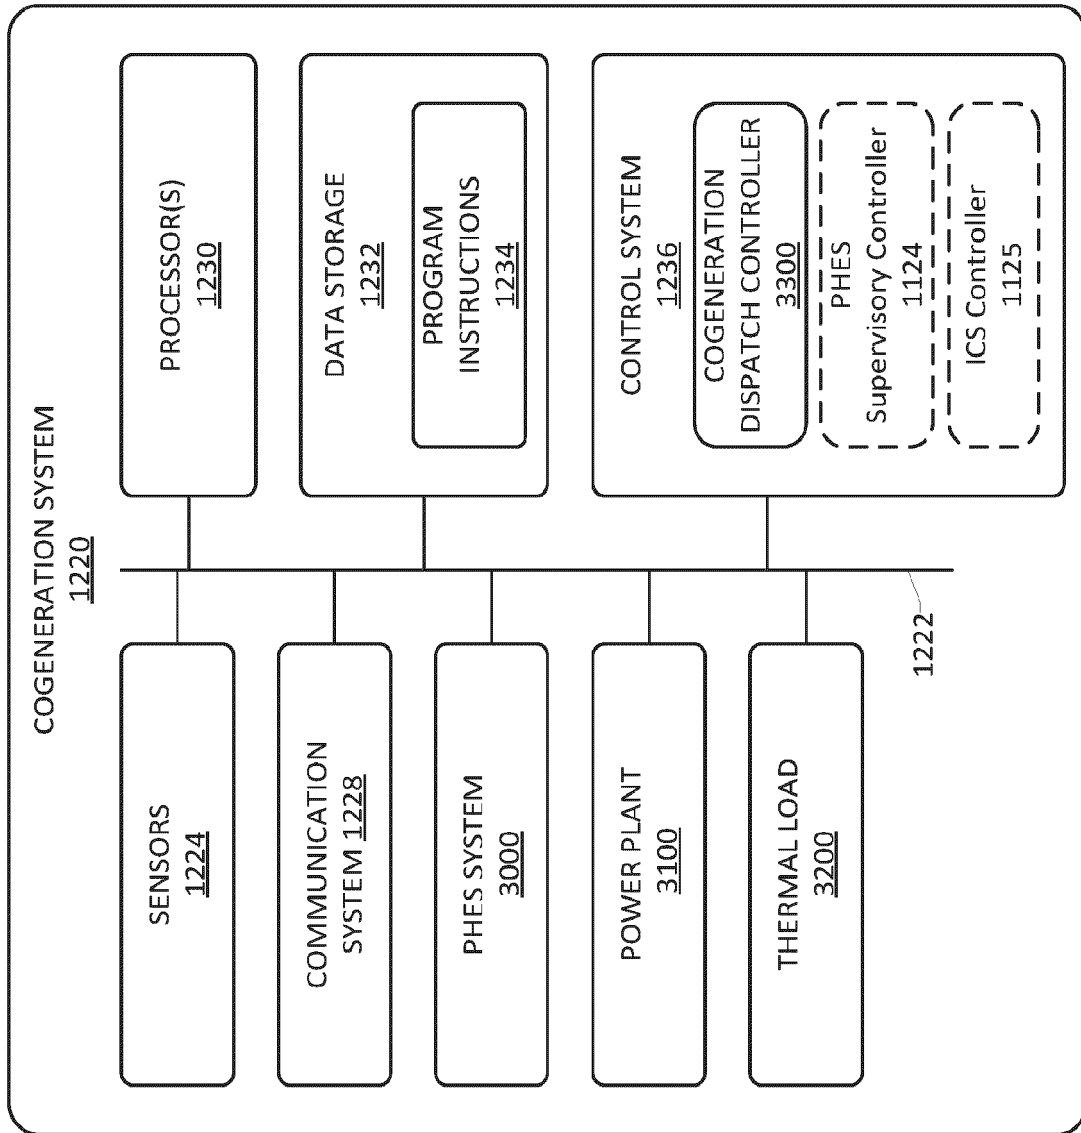 COGENERATION SYSTEM
1220
SENSORS
1224
COMMUNICATION
SYSTEM 1228
PHES SYSTEM
3000
POWER PLANT
3100
THERMAL LOAD
3200
1222
PROCESSOR(S)
1230
DATA STORAGE
1232
PROGRAM
INSTRUCTIONS
1234
CONTROL SYSTEM
1236
COGENERATION
DISPATCH CONTROLLER
3300
PHES
Supervisory Controller
1124
ICS Controller
1125